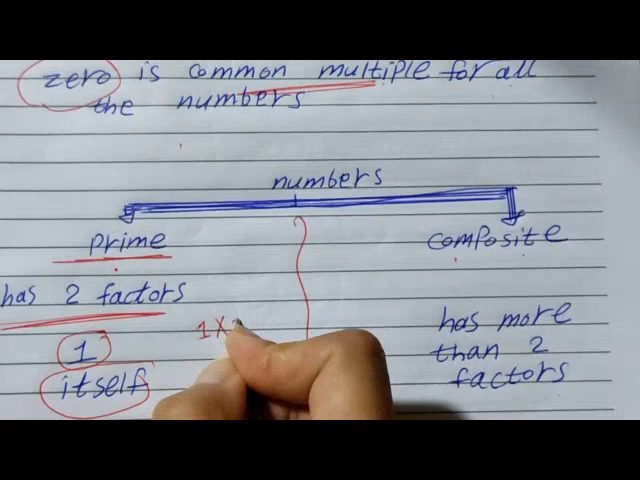 zero is common multiple for all
the numbers
numbers
prime
composite
has 2 factors
1
itself
1×
has more
than 2
factors